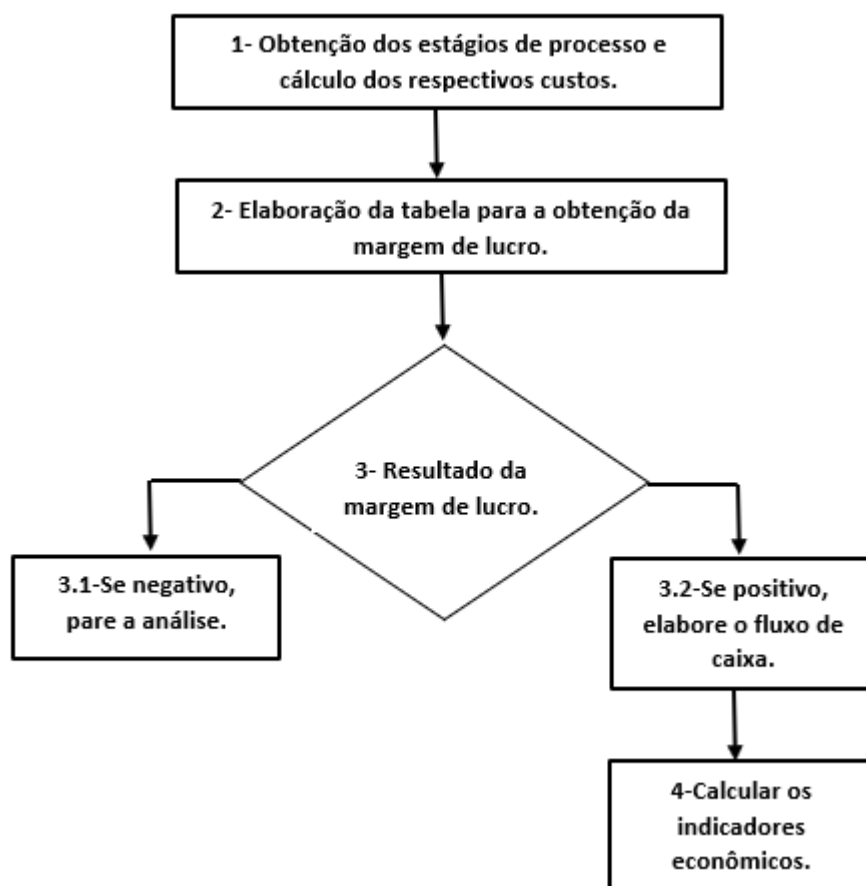 1- Obtenção dos estágios de processo e
cálculo dos respectivos custos.
2- Elaboração da tabela para a obtenção da
margem de lucro.
3- Resultado da
margem de lucro.
3.1-Se negativo,
pare a análise.
3.2-Se positivo,
elabore o fluxo de
caixa.
4-Calcular os
indicadores
econômicos.